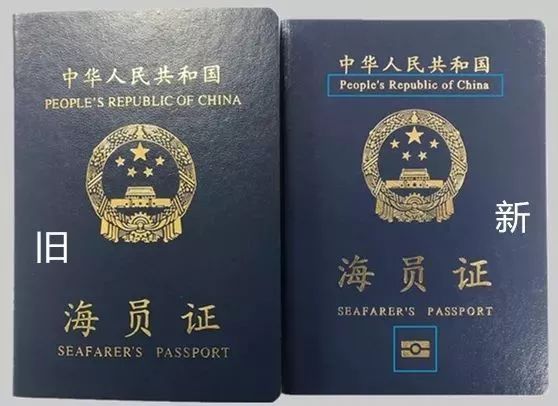 中华人民共和国
PEOPLE'S REPUBLIC OF CHINA
旧
海员证
SEAFARER'S PASSPORT
中华人民共和国
People's Republic of China
新
海员证
SEAFARER'S PASSPORT